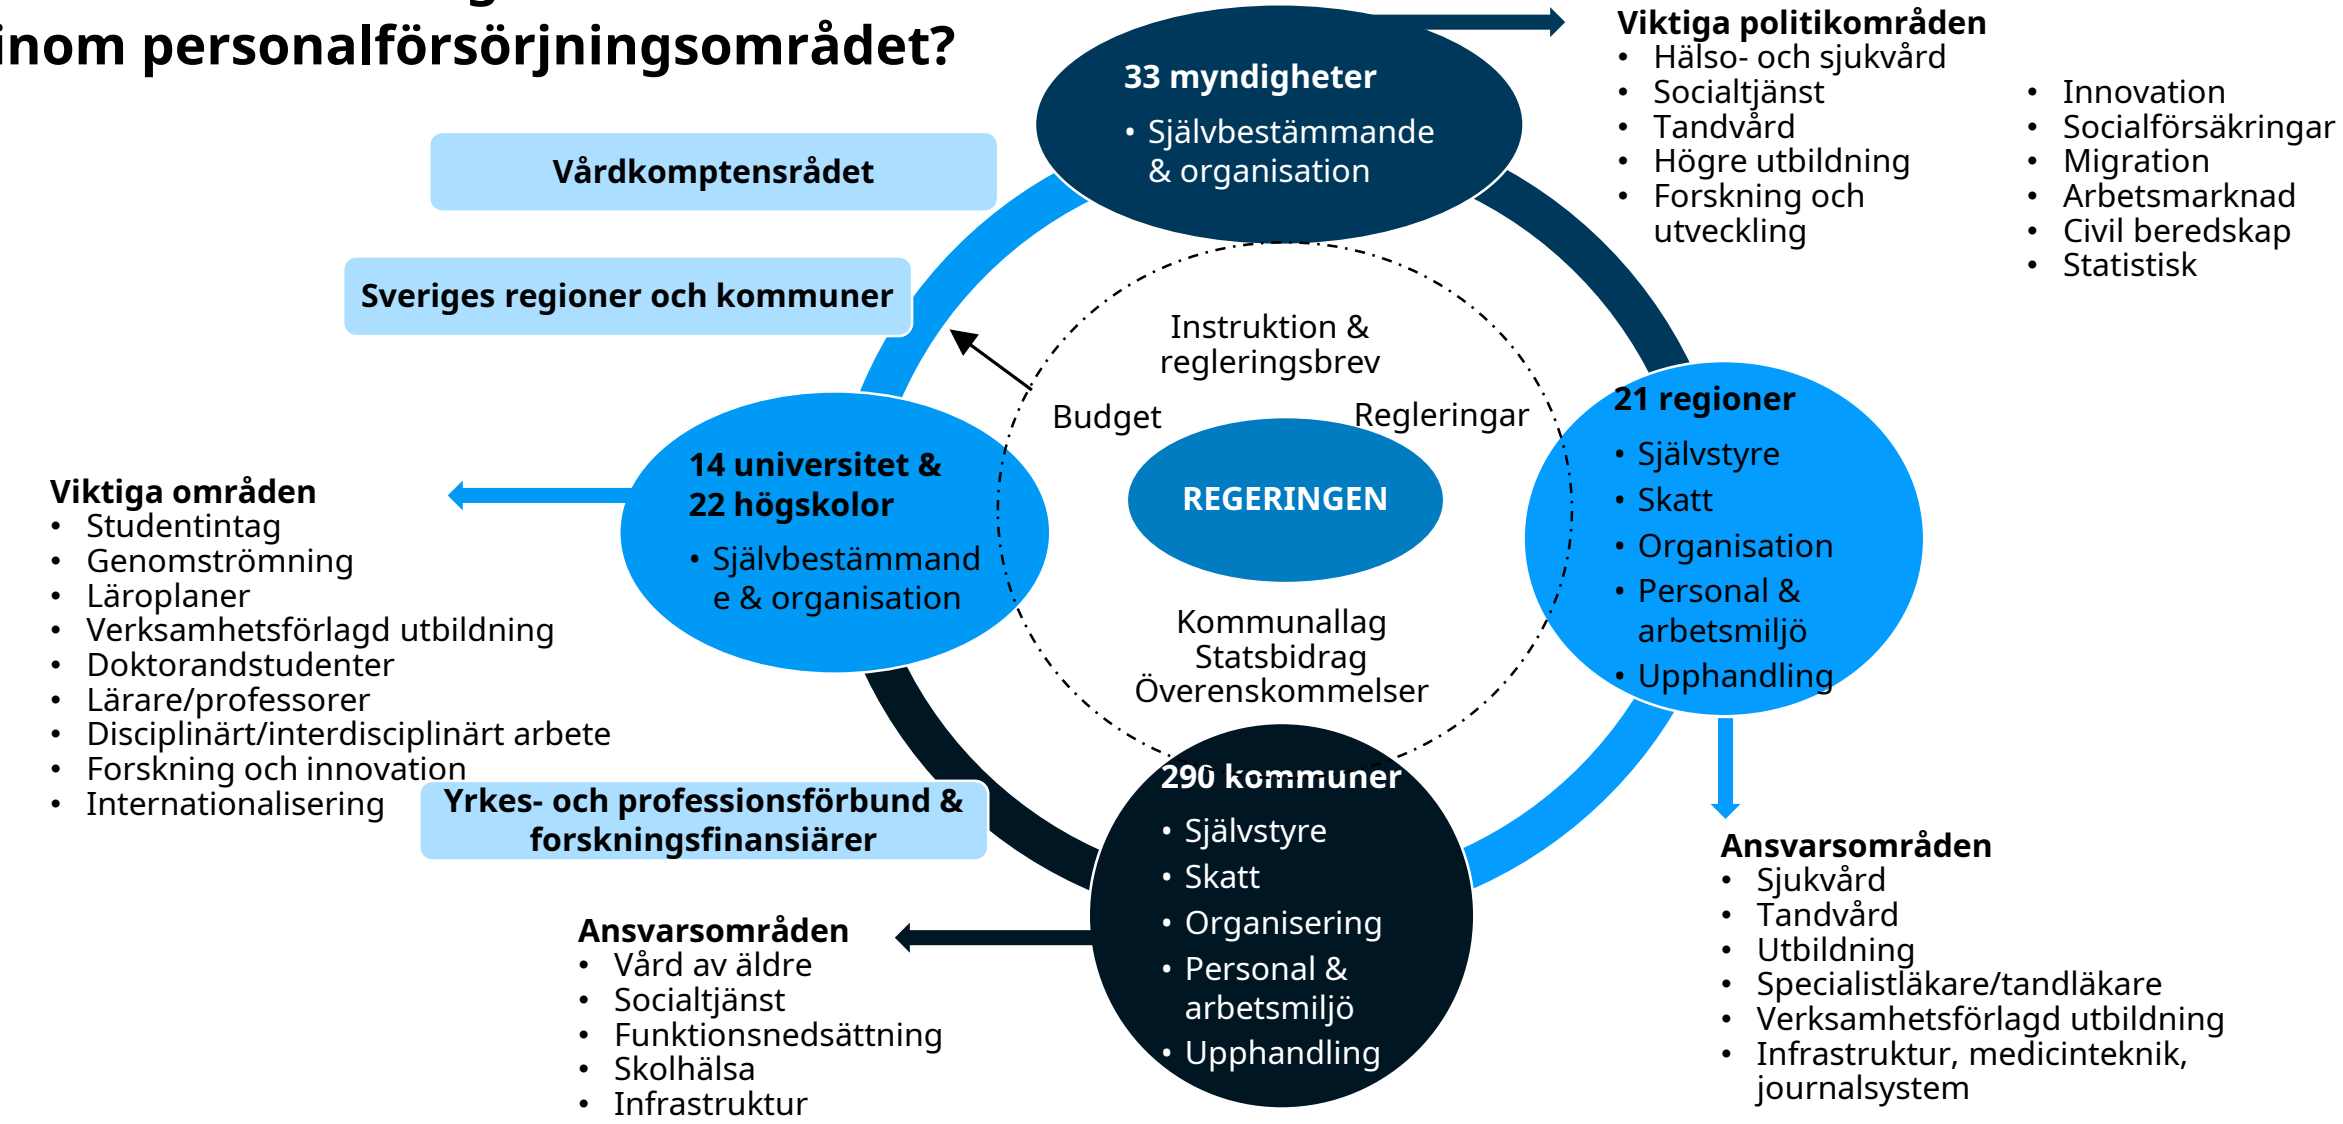 inom personalförsörjningsområdet?
33 myndigheter
• Självbestämmande
& organisation
Viktiga politikområden
• Hälso- och sjukvård
• Socialtjänst
• Tandvård
• Högre utbildning
• Forskning och
utveckling
• Innovation
• Socialförsäkringar
• Migration
• Arbetsmarknad
• Civil beredskap
• Statistisk
Vårdkomptensrådet
Sveriges regioner och kommuner
Instruktion &
regleringsbrev
Budget
Regleringar
REGERINGEN
Kommunallag
Statsbidrag
Överenskommelser
21 regioner
• Självstyre
• Skatt
• Organisation
• Personal &
arbetsmiljö
• Upphandling
14 universitet &
22 högskolor
• Självbestämmand
e & organisation
Viktiga områden
• Studentintag
• Genomströmning
• Läroplaner
• Verksamhetsförlagd utbildning
• Doktorandstudenter
• Lärare/professorer
• Disciplinärt/interdisciplinärt arbete
• Forskning och innovation
• Internationalisering
Yrkes- och professionsförbund &
forskningsfinansiärer
290 kommuner
• Självstyre
• Skatt
• Organisering
• Personal &
arbetsmiljö
• Upphandling
Ansvarsområden
• Vård av äldre
• Socialtjänst
• Funktionsnedsättning
• Skolhälsa
• Infrastruktur
Ansvarsområden
• Sjukvård
• Tandvård
• Utbildning
• Specialistläkare/tandläkare
• Verksamhetsförlagd utbildning
• Infrastruktur, medicinteknik,
journalsystem